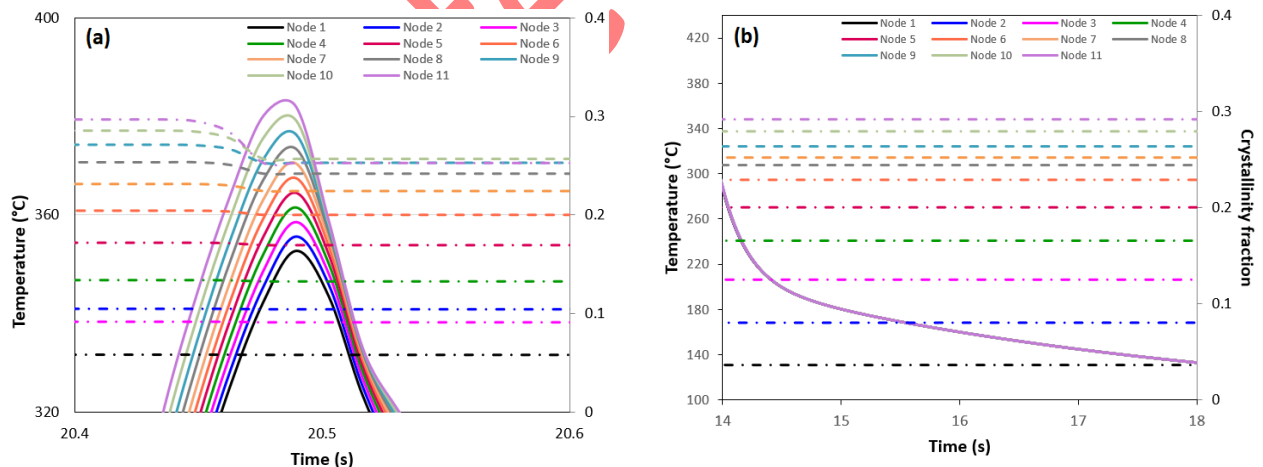 (a)
Node 1 Node 2 Node 3
Node 4 Node 5 Node 6
Node 7 Node 8 Node 9
Node 10 Node 11
400
360
320
Temperature (°C)
0.4
0.3
0.2
0.1
0
20.4 20.5 20.6
Time (s)
(b)
Node 1 Node 2 Node 3 Node 4
Node 5 Node 6 Node 7 Node 8
Node 9 Node 10 Node 11
420
380
340
300
260
220
180
140
100
Temperature (°C)
0.4
0.3
0.2
0.1
0
Crystallinity fraction
14 15 16 17 18
Time (s)